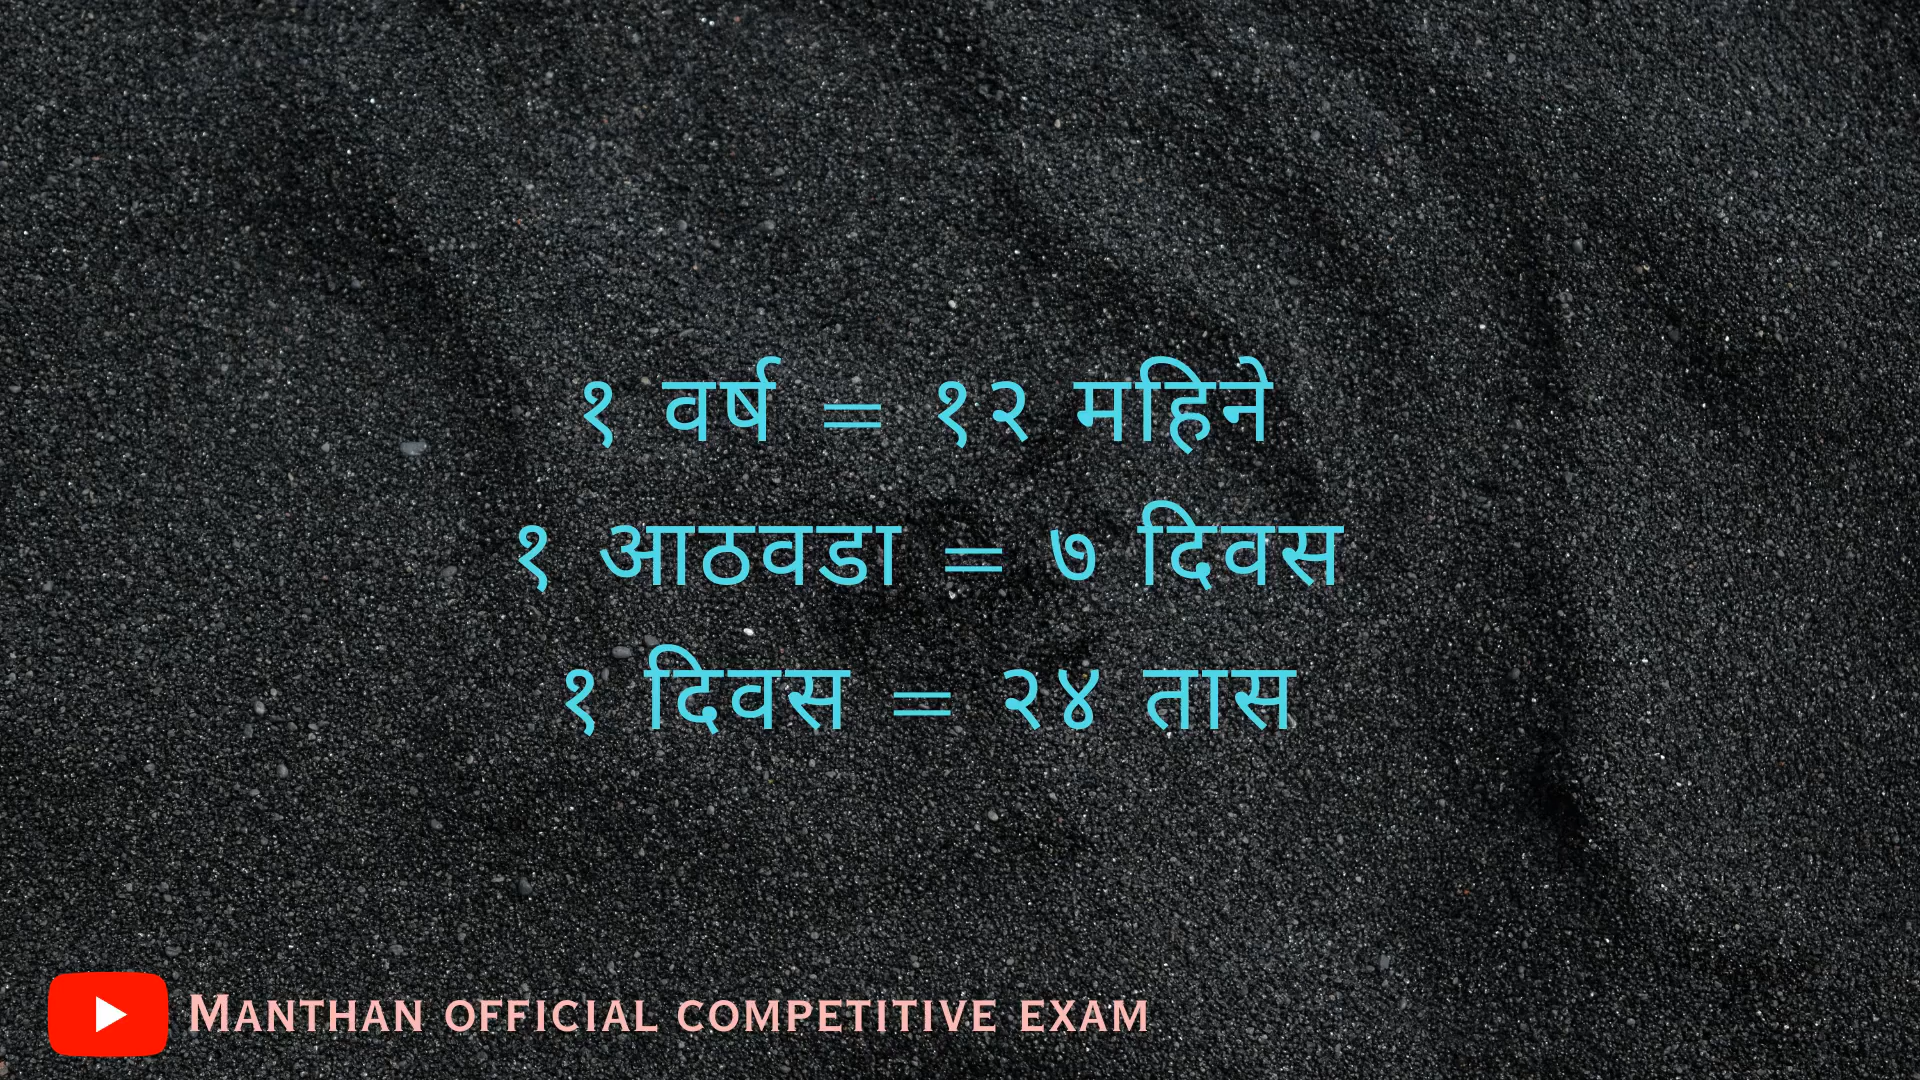 १ वर्ष = १२ महिने
१ आठवडा = ७ दिवस
१ दिवस = २४ तास
Manthan official competitive exam